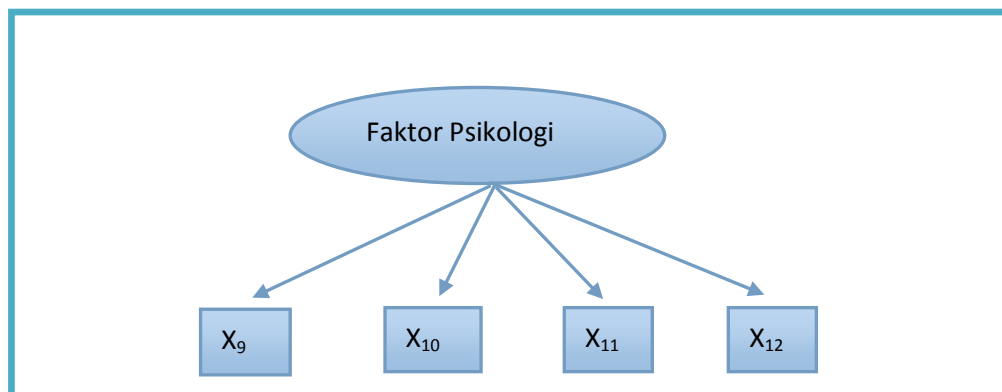 Faktor Psikologi
X₉ X₁₀ X₁₁ X₁₂